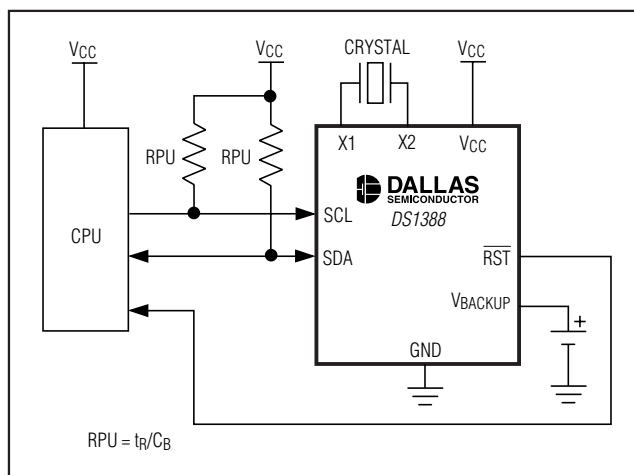 VCC
VCC
CRYSTAL
VCC
RPU
RPU
X1
X2
VCC
DALLAS
SEMICONDUCTOR
DS1388
CPU
SCL
SDA
RST
VBACKUP
+
GND
RPU = tR/CB